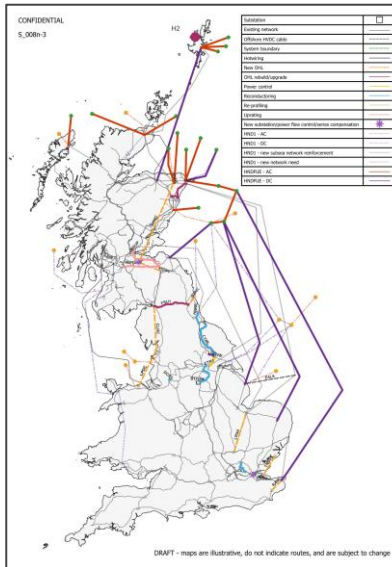 CONFIDENTIAL
S_008n-3
H2
Substation
Existing network
Offshore HVDC cable
System boundary
Hotwiring
New OHL
OHL rebuild/upgrade
Power control
Reconductoring
Re-profiling
Uprating
New substation/power flow control/series compensation
HND1 - AC
HND1 - DC
HND1 - new subsea network reinforcement
HND1 - new network need
HNDFUE - AC
HNDFUE - DC
DRAFT - maps are illustrative, do not indicate routes, and are subject to change